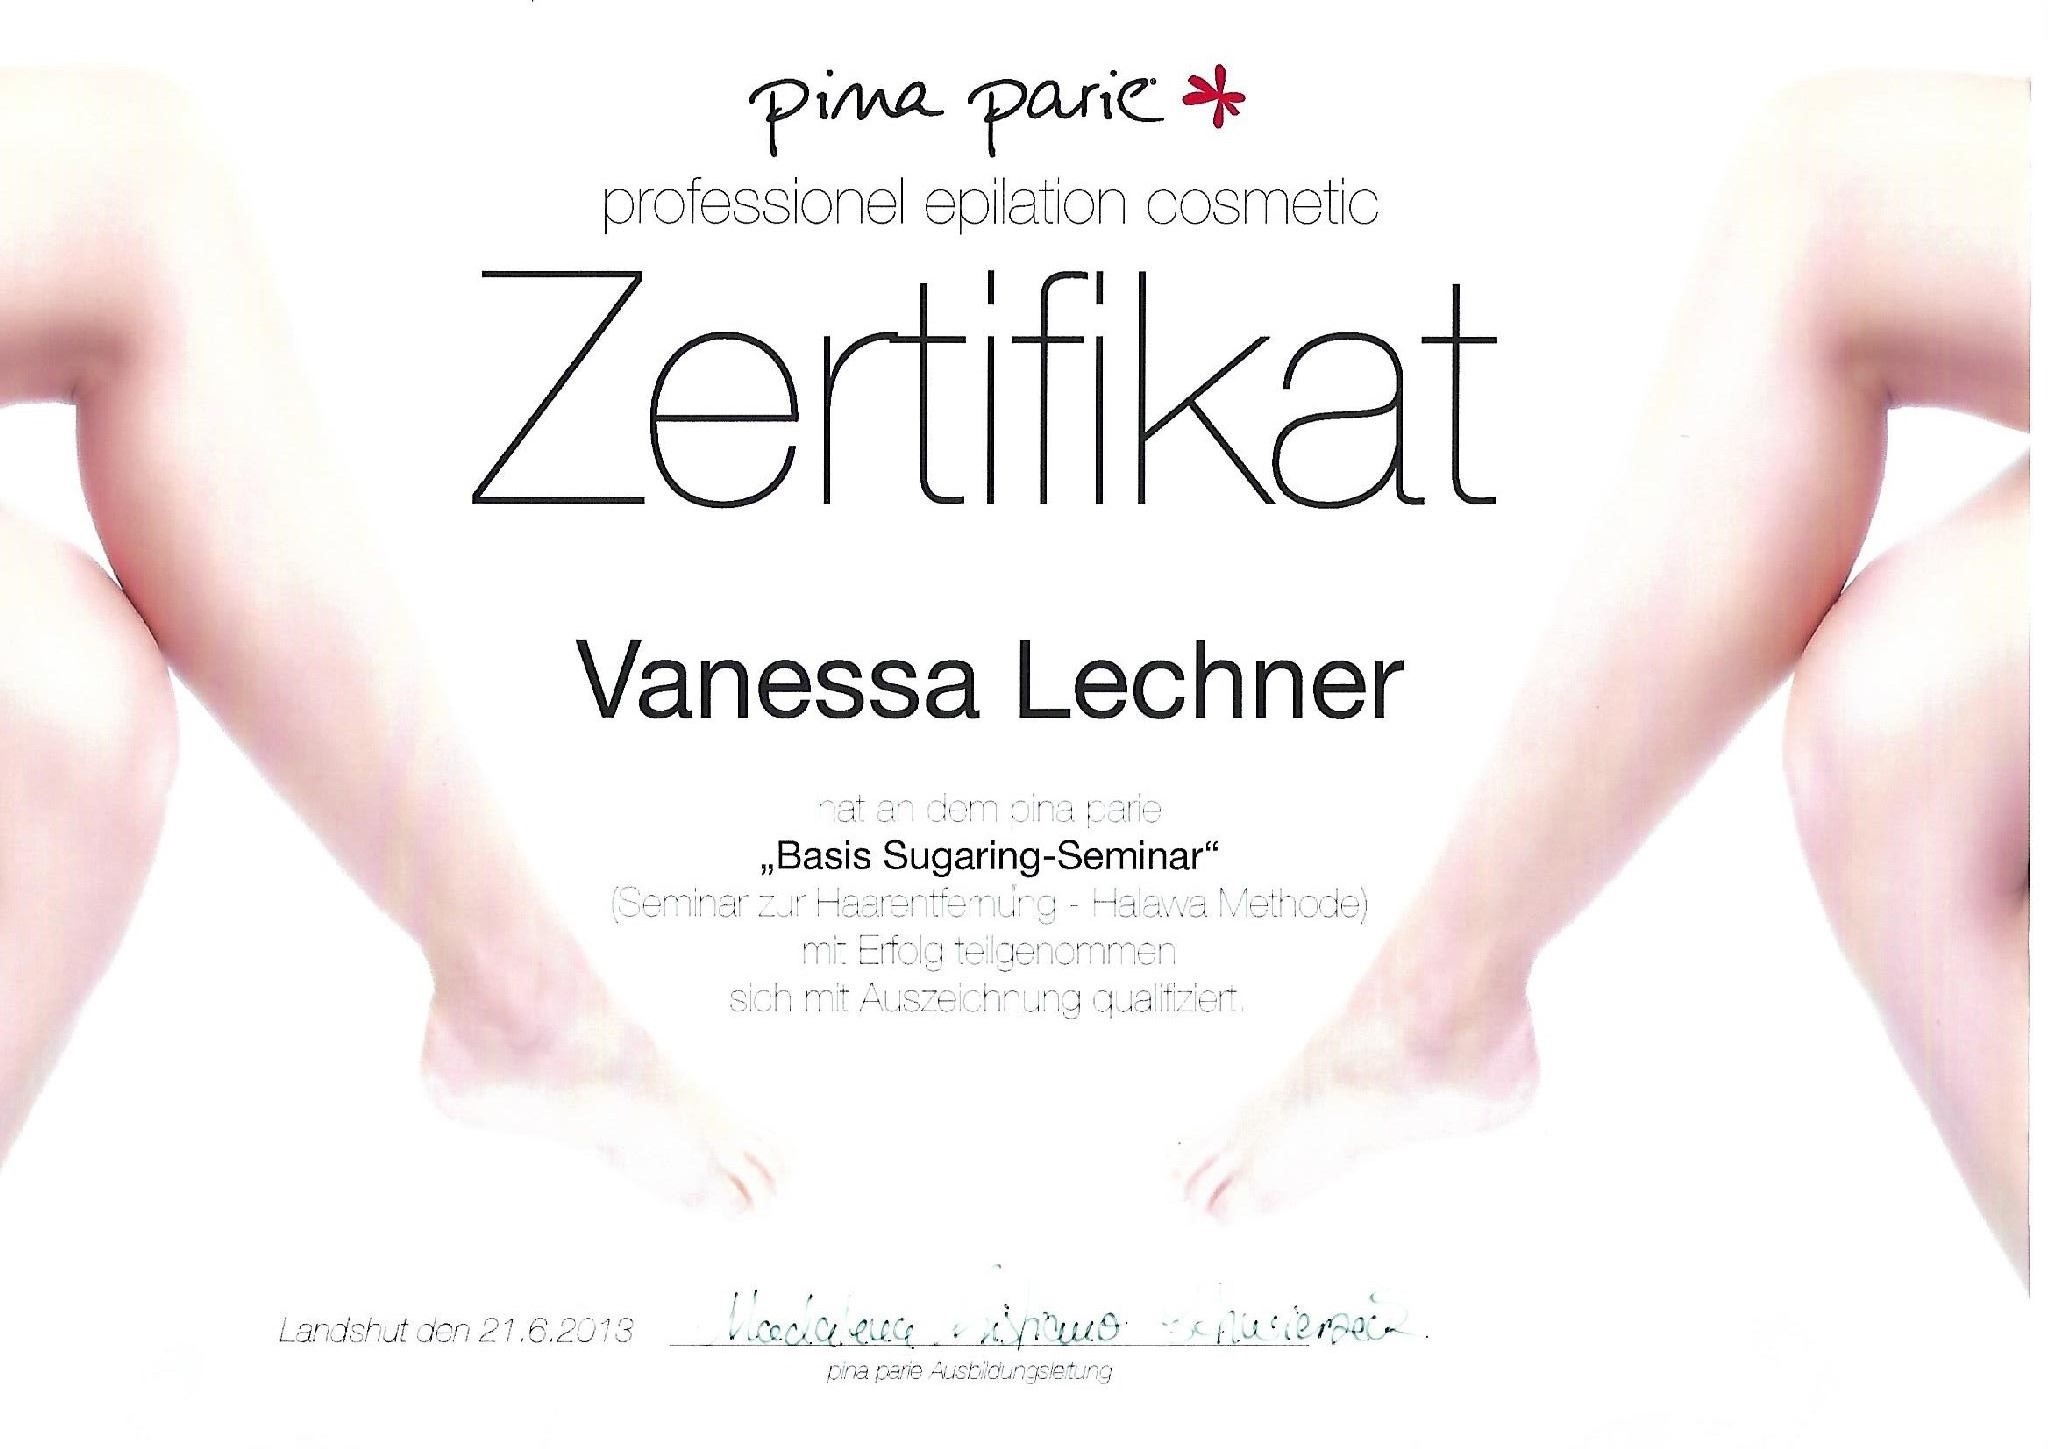 pina parie
professionel epilation cosmetic
Zertifikat
Vanessa Lechner
hat an dem pina parie
„Basis Sugaring-Seminar“
(Seminar zur Haarentfernung - Halawa Methode)
mit Erfolg teilgenommen
sich mit Auszeichnung qualifiziert.
Landshut den 21.6.2013
Magdalena
pina parie Ausbildungsleitung